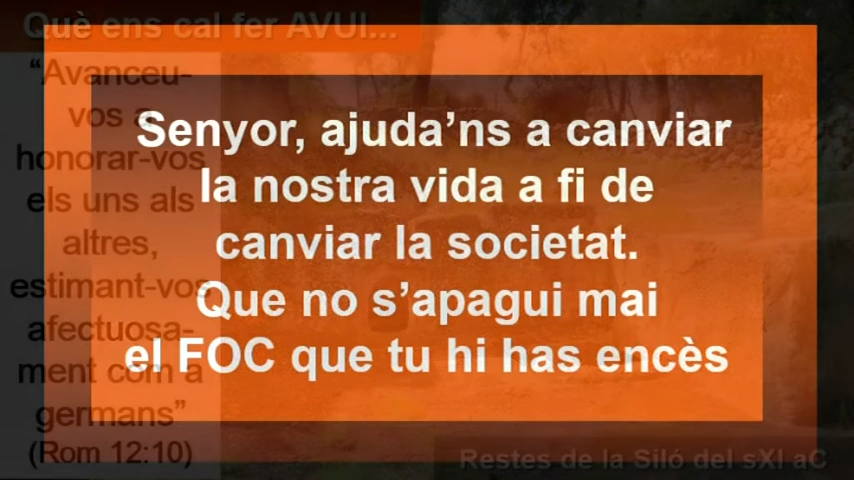 Què ens cal fer AVUI...
“Avanceu-
vos a
honorar-vos
els uns als
altres,
estimant-vos
afectuosa-
ment com a
germans”
(Rom 12:10)
Senyor, ajuda’ns a canviar
la nostra vida a fi de
canviar la societat.
Que no s’apagui mai
el FOC que tu hi has encès
Restes de la Siló del sXI aC